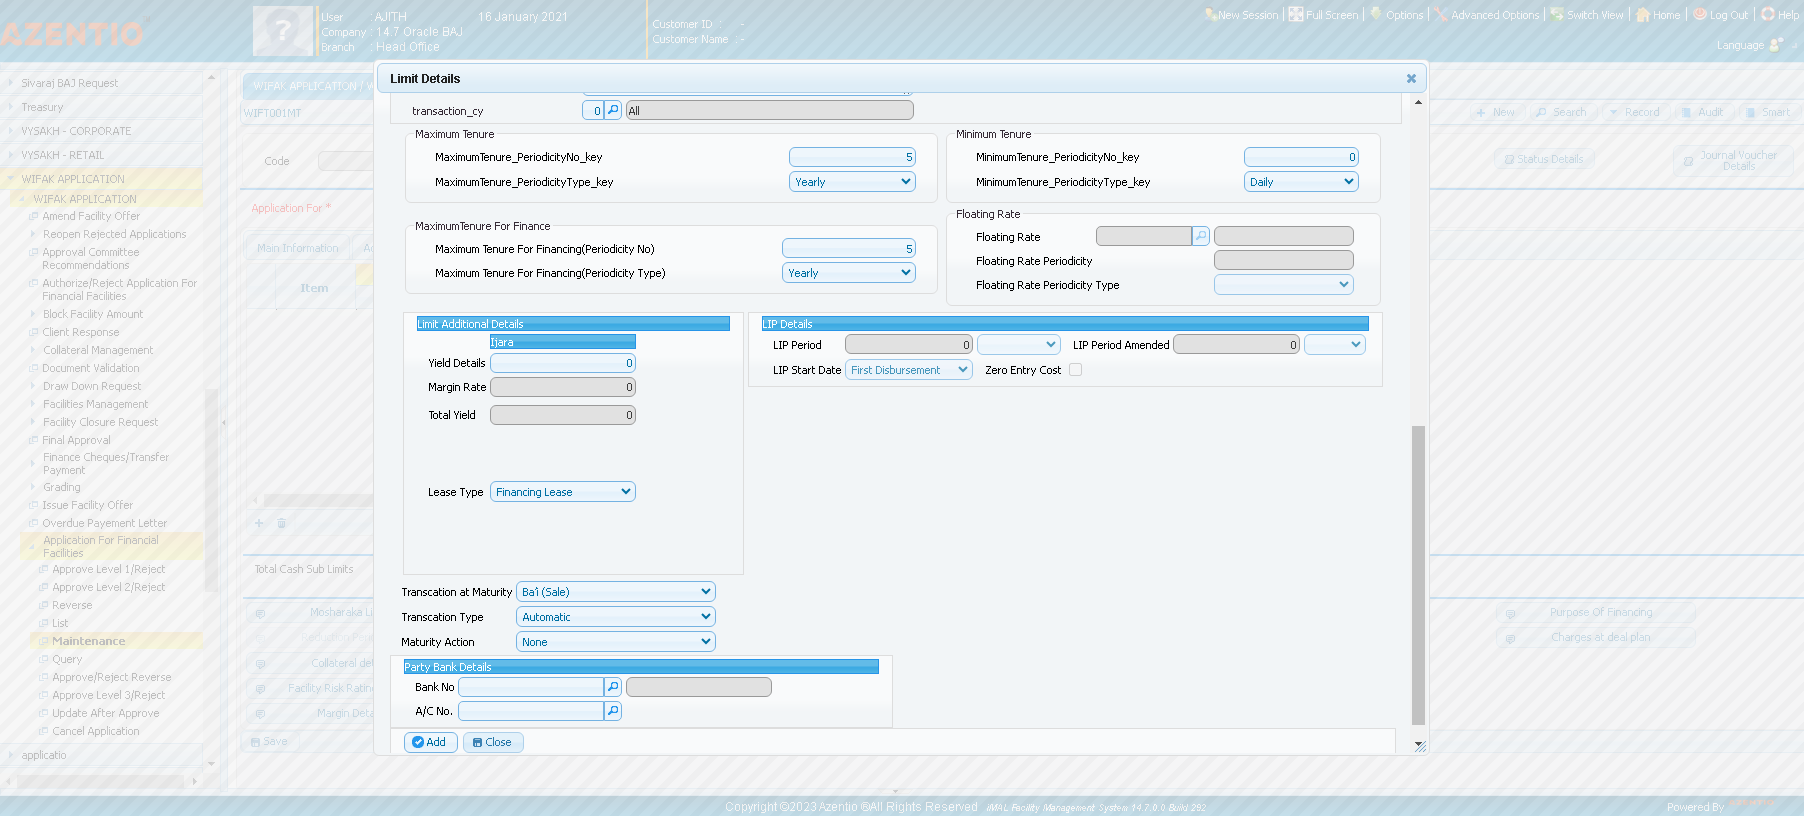 AZENTIO
User : AJITH 16 January 2021
Company : 14.7 Oracle BAJ
Branch : Head Office
Customer ID : -
Customer Name : -
New Session Full Screen Options Advanced Options Switch View Home Log Out Help
Language
Sivaraj BAJ Request
Treasury
VYSAKH - CORPORATE
VYSAKH - RETAIL
WIFAK APPLICATION
WIFAK APPLICATION
Amend Facility Offer
Reopen Rejected Applications
Approval Committee
Recommendations
Authorize/Reject Application For
Financial Facilities
Block Facility Amount
Client Response
Collateral Management
Document Validation
Draw Down Request
Facilities Management
Facility Closure Request
Final Approval
Finance Cheques/Transfer
Payment
Grading
Issue Facility Offer
Overdue Payement Letter
Application For Financial
Facilities
Approve Level 1/Reject
Approve Level 2/Reject
Reverse
List
Maintenance
Query
Approve/Reject Reverse
Approve Level 3/Reject
Update After Approve
Cancel Application
applicatio
WIFAK APPLICATION / W
WIFT001MT
New Search Record Audit Smart
Code
Status Details
Journal Voucher
Details
Application For *
Main Information
Item
Total Cash Sub Limits
Mosharaka Li
Collateral del
Facility Risk Rating
Margin Deta
Save
Purpose Of Financing
Charges at deal plan
Limit Details
transaction_cy 0 All
Maximum Tenure
MaximumTenure_PeriodicityNo_key 5
MaximumTenure_PeriodicityType_key Yearly
Minimum Tenure
MinimumTenure_PeriodicityNo_key 0
MinimumTenure_PeriodicityType_key Daily
MaximumTenure For Finance
Maximum Tenure For Financing(Periodicity No) 5
Maximum Tenure For Financing(Periodicity Type) Yearly
Floating Rate
Floating Rate
Floating Rate Periodicity
Floating Rate Periodicity Type
Limit Additional Details
Ijara
Yield Details 0
Margin Rate 0
Total Yield 0
Lease Type Financing Lease
LIP Details
LIP Period 0 LIP Period Amended 0
LIP Start Date First Disbursement Zero Entry Cost
Transcation at Maturity Ba'i (Sale)
Transcation Type Automatic
Maturity Action None
Party Bank Details
Bank No
A/C No.
Add Close
Copyright ©2023 Azentio ®All Rights Reserved IMAL Facility Management System 14.7.0.0 Build 292
Powered By